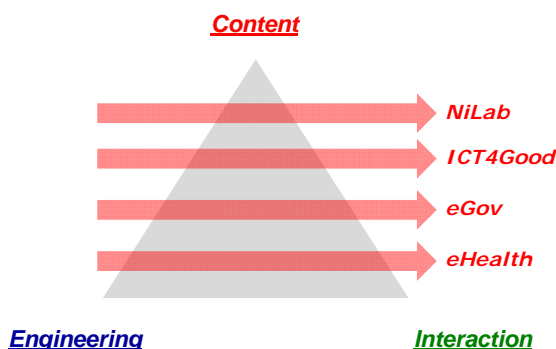 Content
NiLab
ICT4Good
eGov
eHealth
Engineering
Interaction